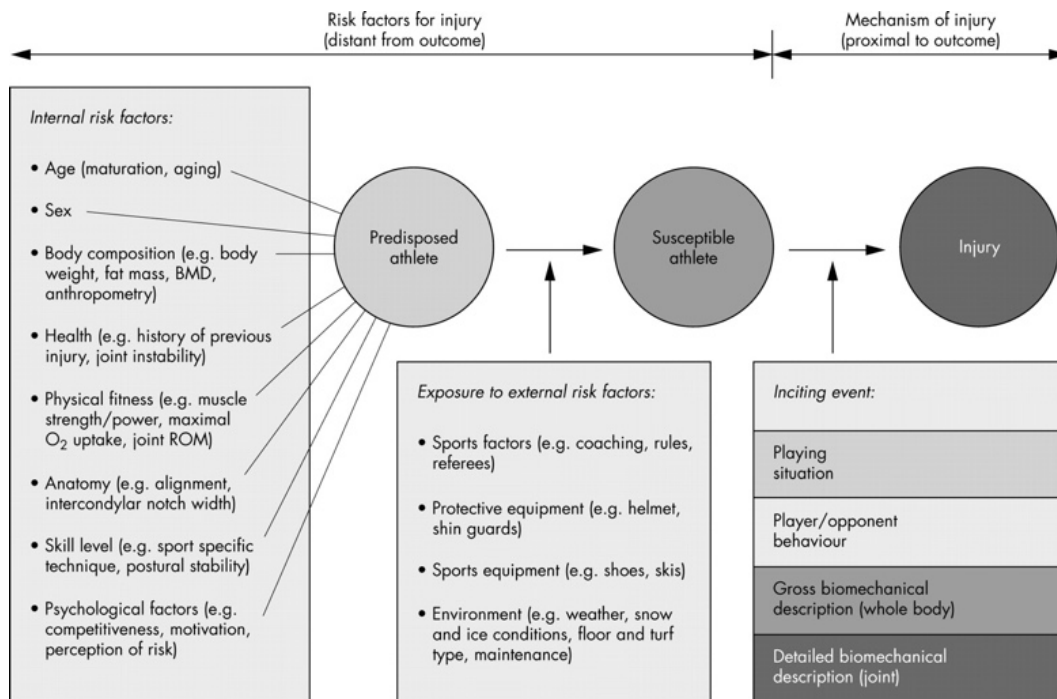 Risk factors for injury
(distant from outcome)
Mechanism of injury
(proximal to outcome)
Internal risk factors:
• Age (maturation, aging)
• Sex
• Body composition (e.g. body
weight, fat mass, BMD,
anthropometry)
• Health (e.g. history of previous
injury, joint instability)
• Physical fitness (e.g. muscle
strength/power, maximal
O₂ uptake, joint ROM)
• Anatomy (e.g. alignment,
intercondylar notch width)
• Skill level (e.g. sport specific
technique, postural stability)
• Psychological factors (e.g.
competitiveness, motivation,
perception of risk)
Predisposed
athlete
Susceptible
athlete
Injury
Exposure to external risk factors:
• Sports factors (e.g. coaching, rules,
referees)
• Protective equipment (e.g. helmet,
shin guards)
• Sports equipment (e.g. shoes, skis)
• Environment (e.g. weather, snow
and ice conditions, floor and turf
type, maintenance)
Inciting event:
Playing
situation
Player/opponent
behaviour
Gross biomechanical
description (whole body)
Detailed biomechanical
description (joint)